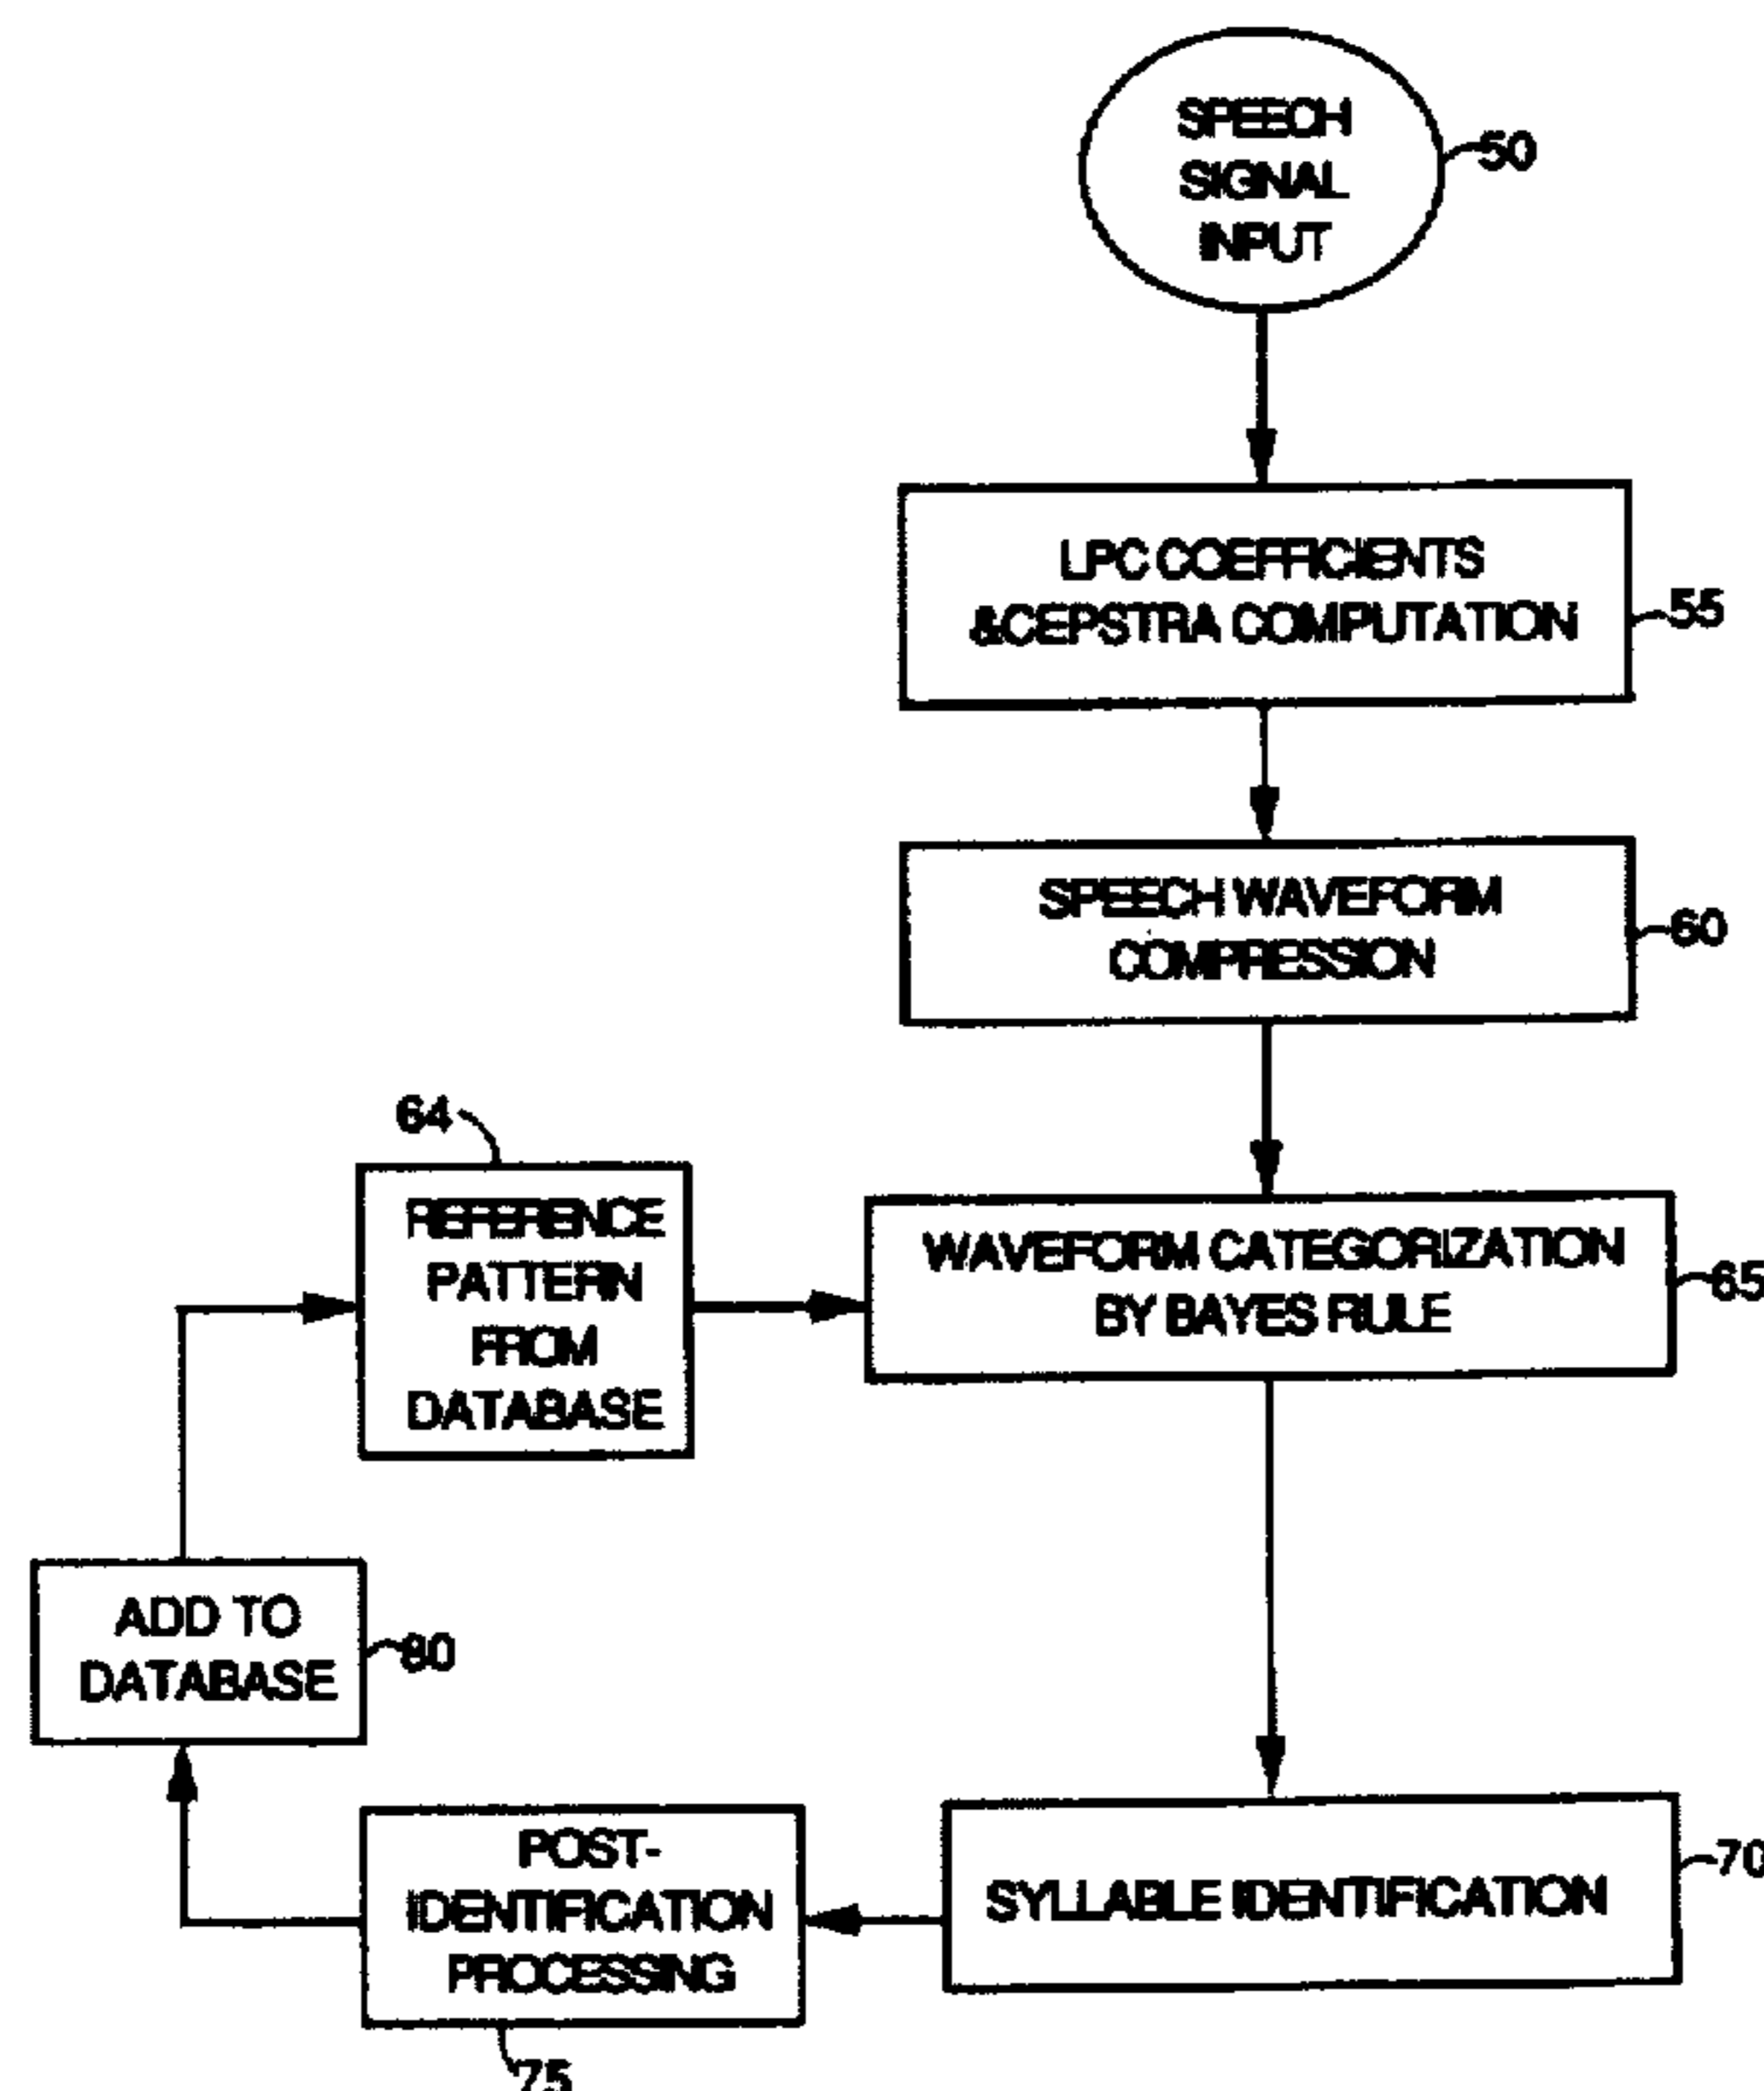 SPEECH
SIGNAL
INPUT
50
LPC COEFFICIENTS
&CEPSTRA COMPUTATION
55
SPEECH WAVEFORM
COMPRESSION
60
64
REFERENCE
PATTERN
FROM
DATABASE
WAVEFORM CATEGORIZATION
BY BAYES RULE
65
ADD TO
DATABASE
80
POST-
IDENTIFICATION
PROCESSING
75
SYLLABLE IDENTIFICATION
70